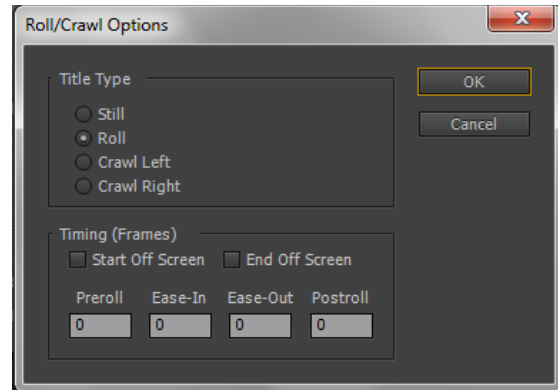 Roll/Crawl Options
Title Type
OK
Still
Cancel
Roll
Crawl Left
Crawl Right
Timing (Frames)
Start Off Screen End Off Screen
Preroll Ease-In Ease-Out Postroll
0 0 0 0